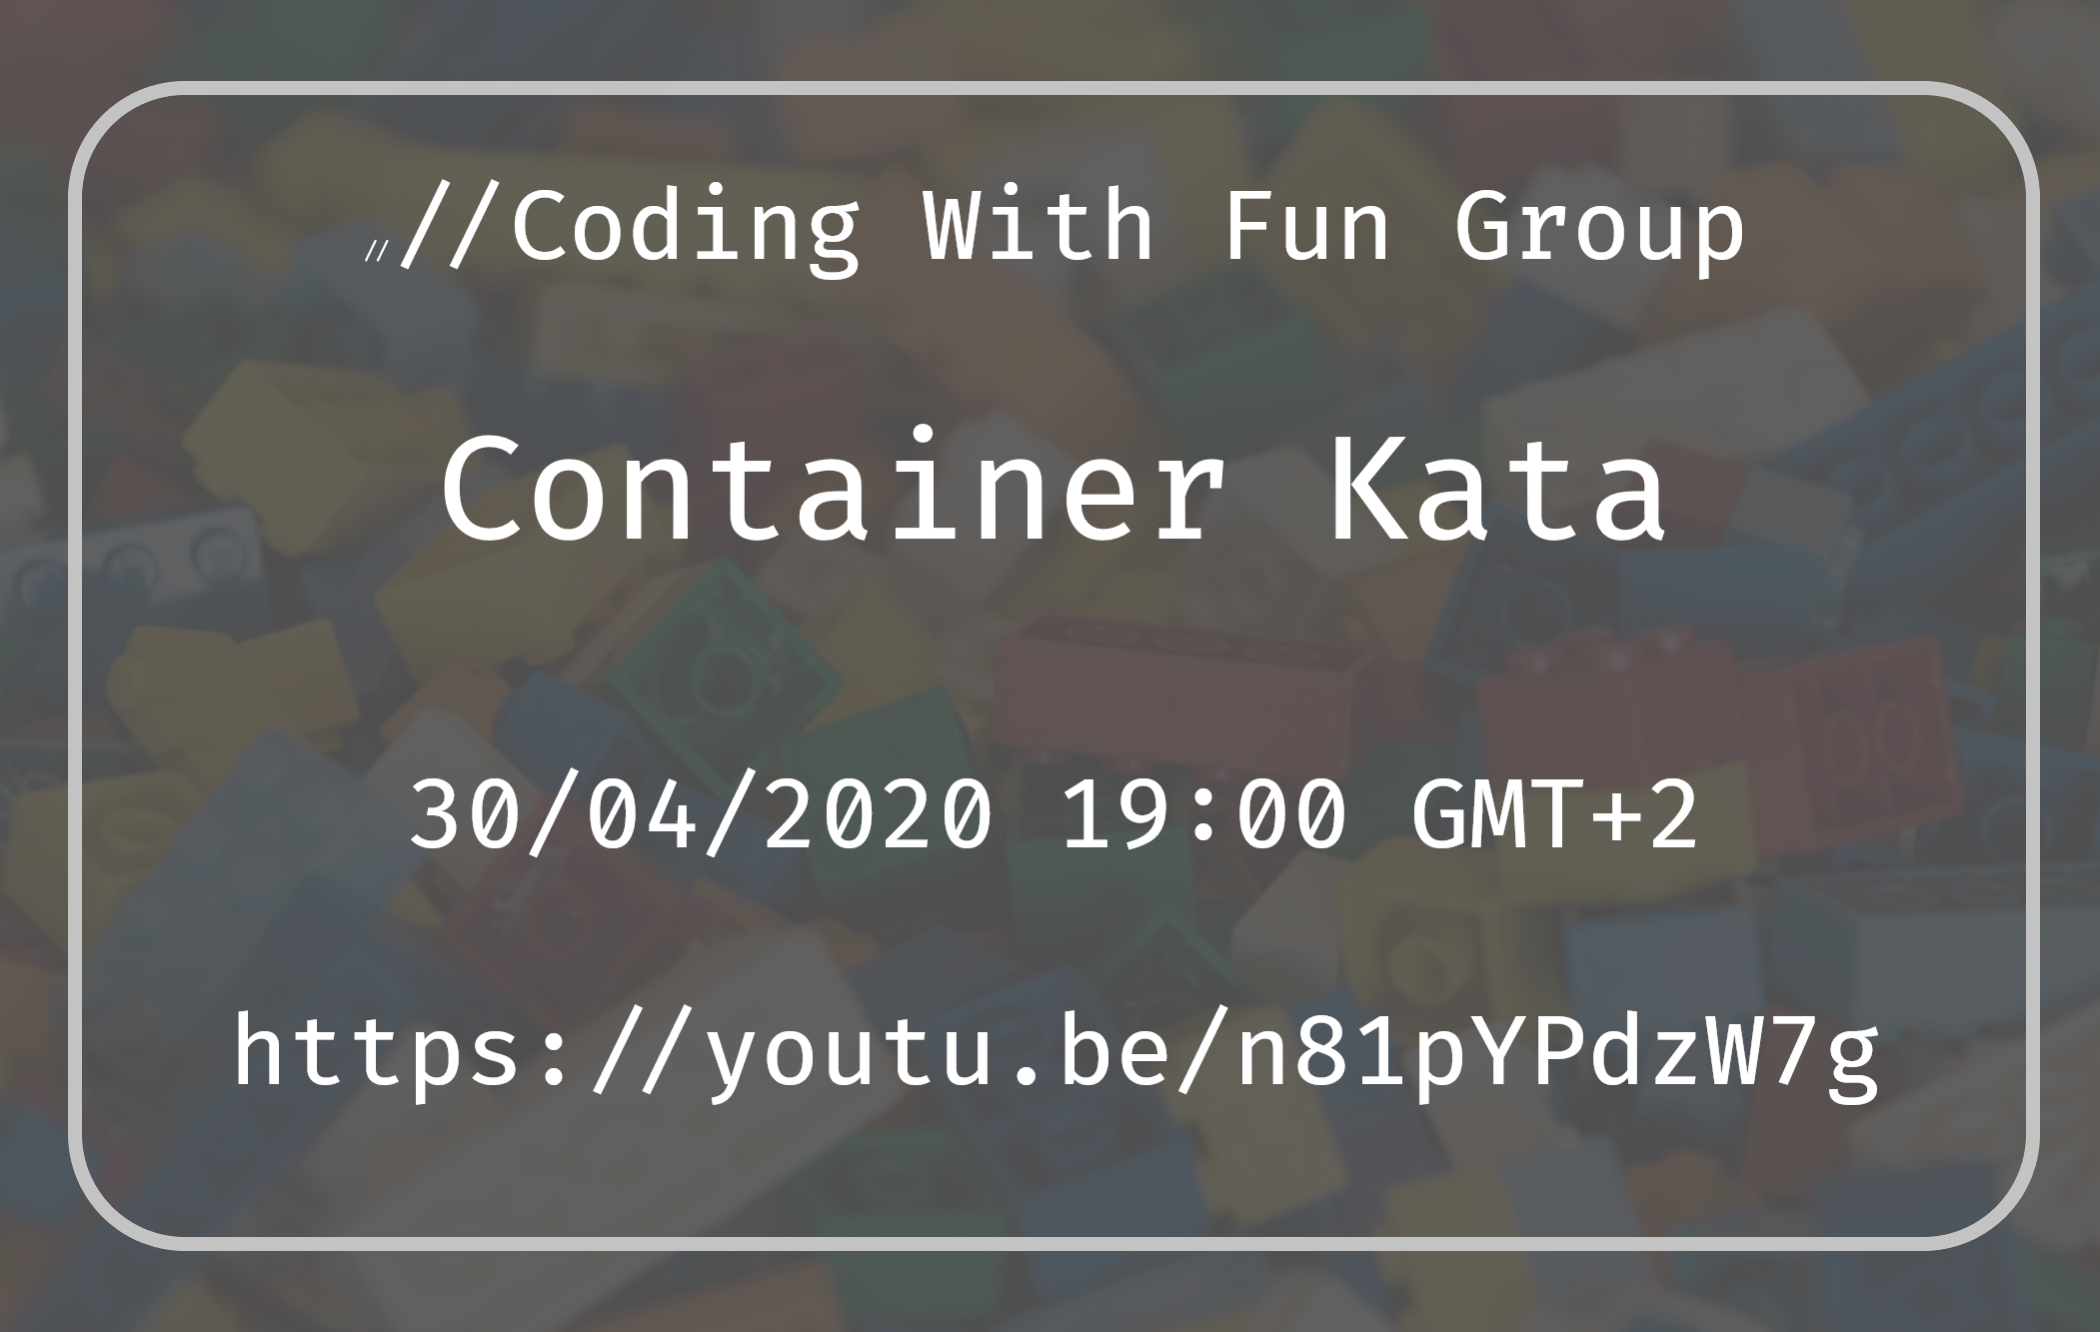 ////Coding With Fun Group
Container Kata
30/04/2020 19:00 GMT+2
https://youtu.be/n81pYPdzW7g